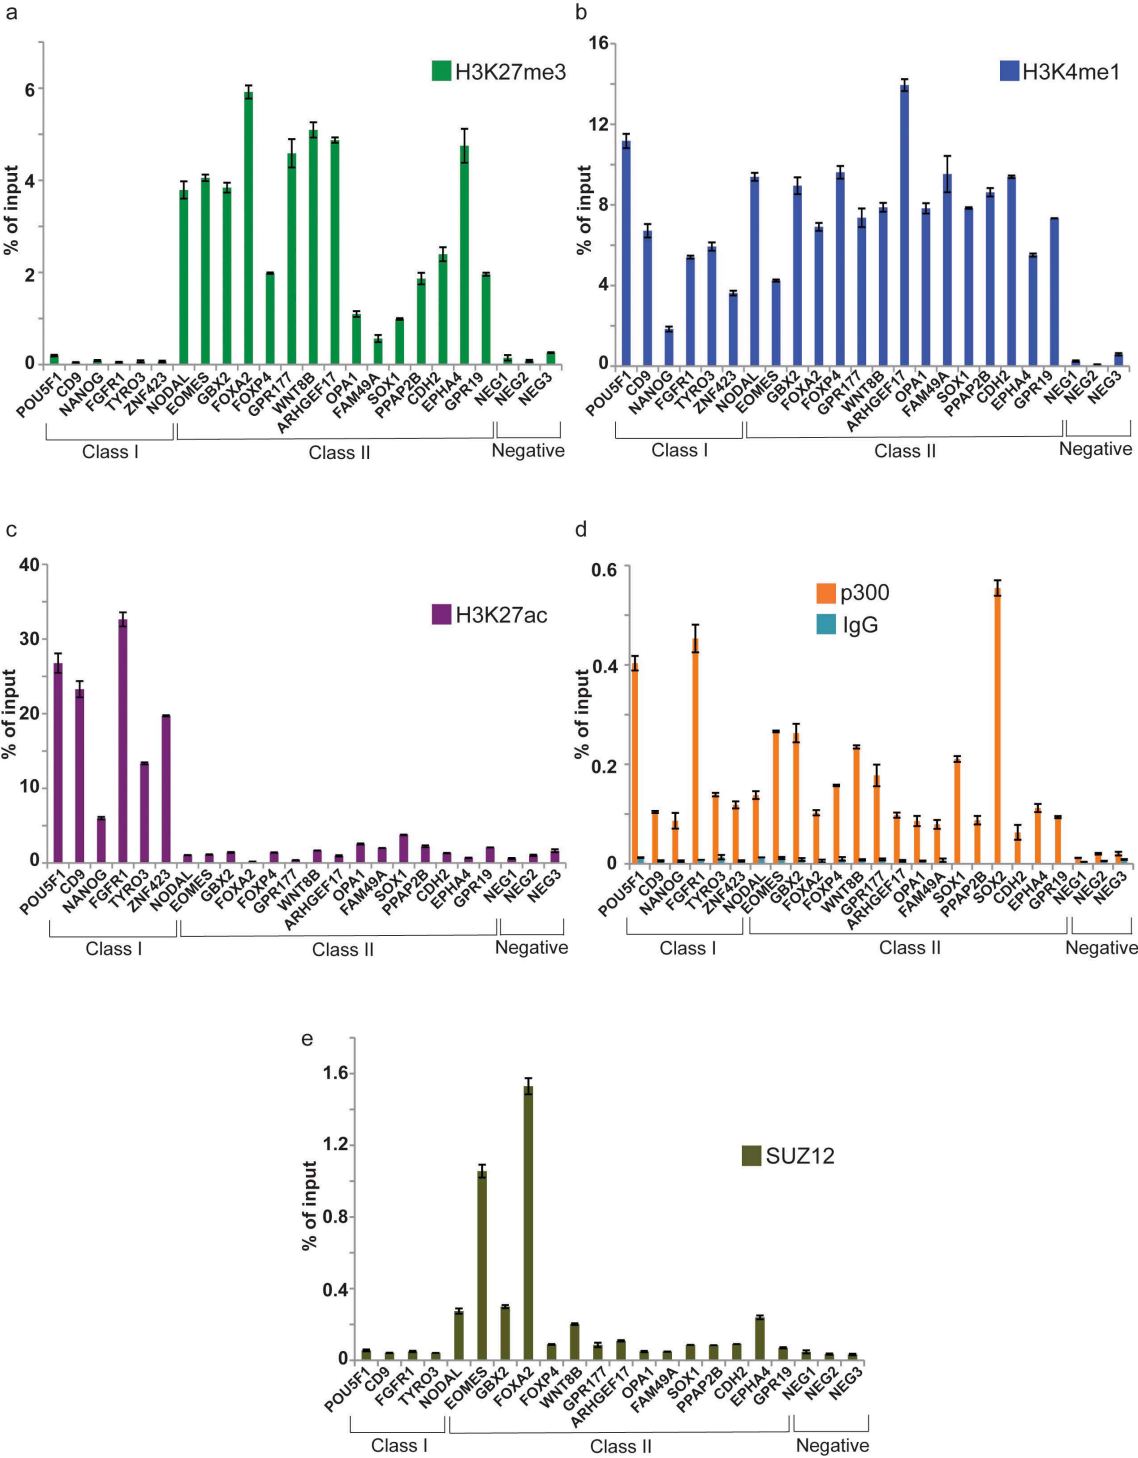 a
H3K27me3
% of input
6
4
2
0
POU5F1
CD9
NANOG
FGFR1
TYRO3
ZNF423
NODAL
EOMES
GBX2
FOXA2
FOXP4
GPR177
WNT8B
ARHGEF17
OPA1
FAM49A
SOX1
PPAP2B
CDH2
EPHA4
GPR19
NEG1
NEG2
NEG3
Class I
Class II
Negative
b
H3K4me1
% of input
16
12
8
4
0
POU5F1
CD9
NANOG
FGFR1
TYRO3
ZNF423
NODAL
EOMES
GBX2
FOXA2
FOXP4
GPR177
WNT8B
ARHGEF17
OPA1
FAM49A
SOX1
PPAP2B
CDH2
EPHA4
GPR19
NEG1
NEG2
NEG3
Class I
Class II
Negative
c
H3K27ac
% of input
40
30
20
10
0
POU5F1
CD9
NANOG
FGFR1
TYRO3
ZNF423
NODAL
EOMES
GBX2
FOXA2
FOXP4
GPR177
WNT8B
ARHGEF17
OPA1
FAM49A
SOX1
PPAP2B
CDH2
EPHA4
GPR19
NEG1
NEG2
NEG3
Class I
Class II
Negative
d
p300
IgG
% of input
0.6
0.4
0.2
0
POU5F1
CD9
NANOG
FGFR1
TYRO3
ZNF423
NODAL
EOMES
GBX2
FOXA2
FOXP4
WNT8B
GPR177
ARHGEF17
OPA1
FAM49A
SOX1
PPAP2B
SOX2
CDH2
EPHA4
GPR19
NEG1
NEG2
NEG3
Class I
Class II
Negative
e
SUZ12
% of input
1.6
1.2
0.8
0.4
0
POU5F1
CD9
FGFR1
TYRO3
NODAL
EOMES
GBX2
FOXA2
FOXP4
WNT8B
GPR177
ARHGEF17
OPA1
FAM49A
SOX1
PPAP2B
CDH2
EPHA4
GPR19
NEG1
NEG2
NEG3
Class I
Class II
Negative